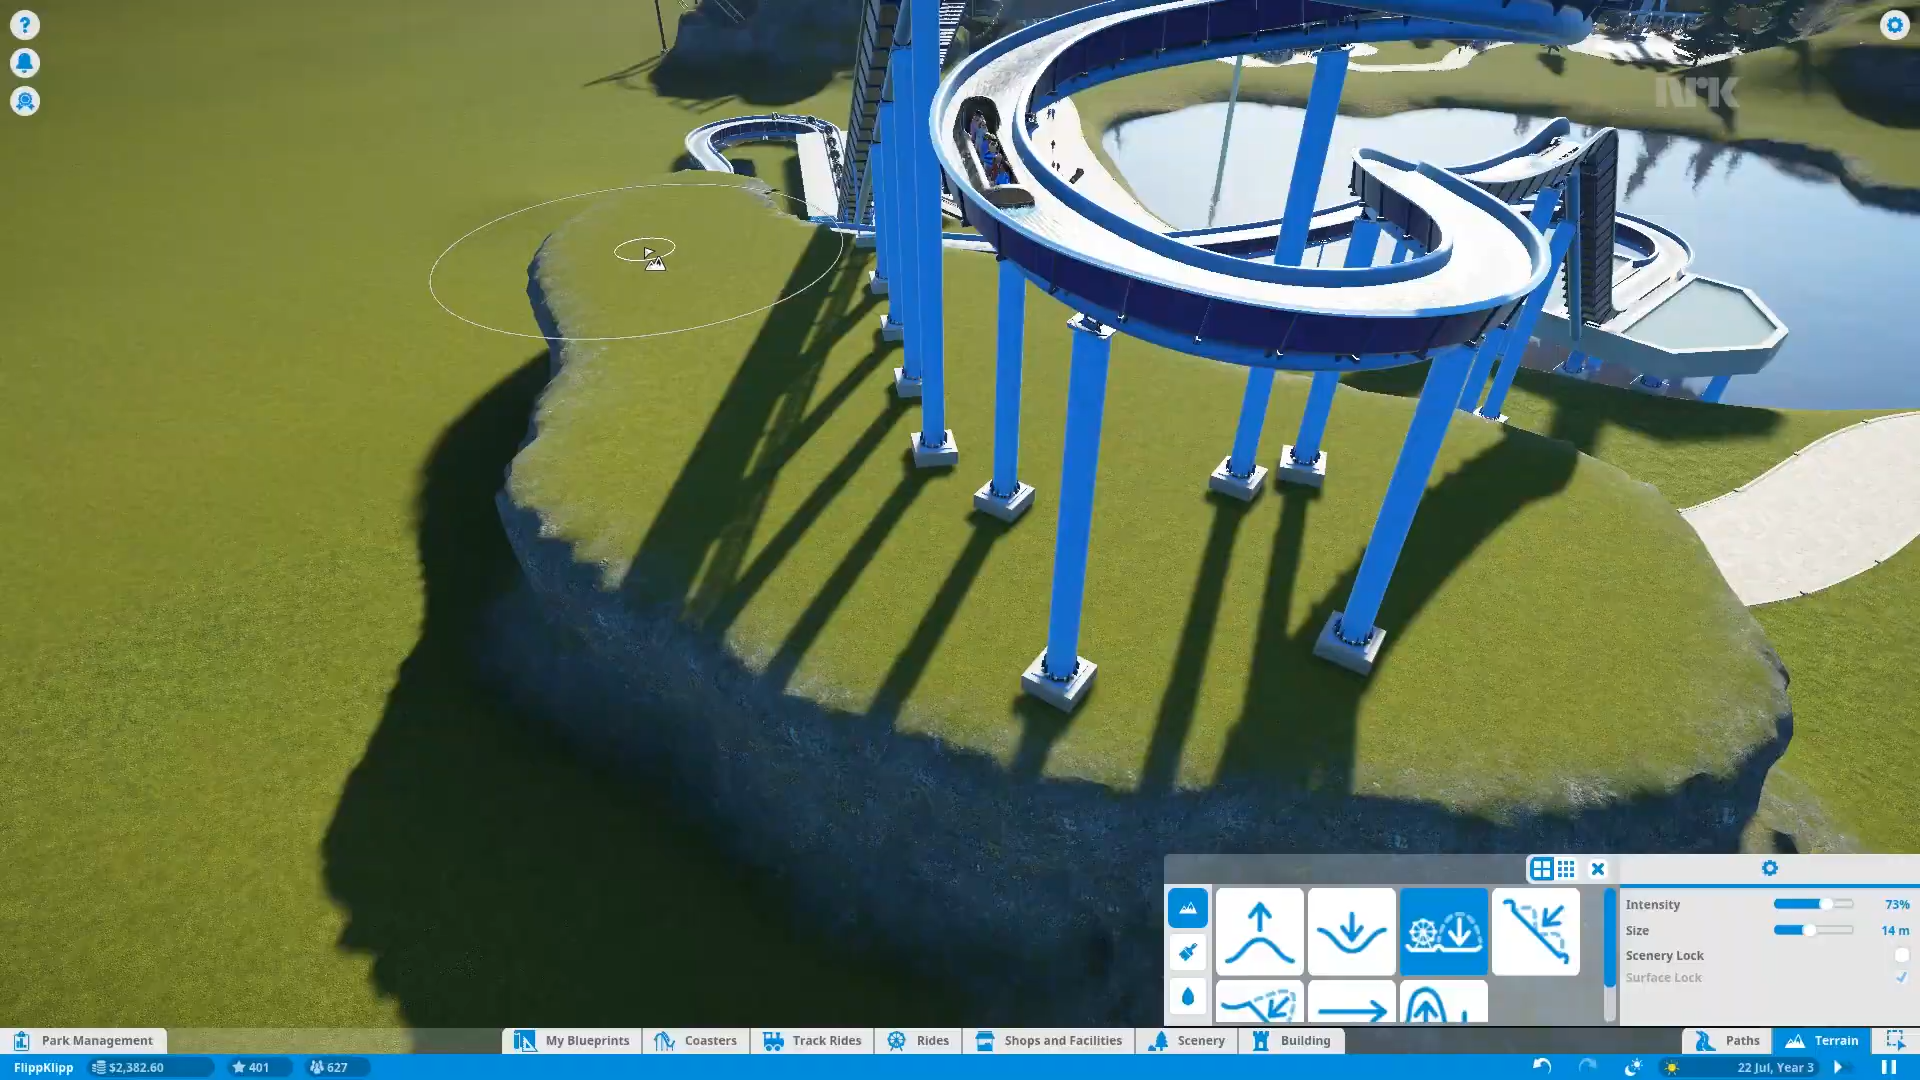 ?
nrk
Intensity 73%
Size 14 m
Scenery Lock
Surface Lock
Park Management
My Blueprints
Coasters
Track Rides
Rides
Shops and Facilities
Scenery
Building
Paths
Terrain
FlippKlipp
$2,382.60
401
627
22 Jul, Year 3